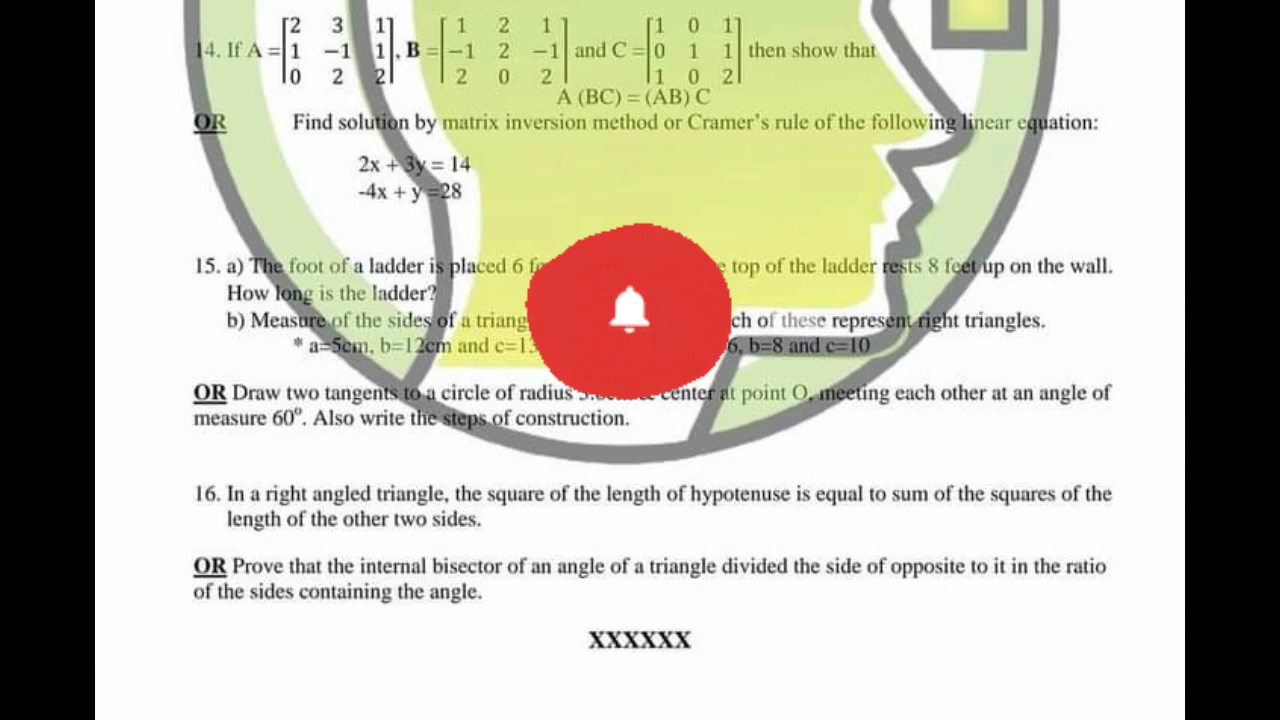 14. If A = [2 3 1; 1 −1 1; 0 2 2], B = [1 2 1; −1 2 −1; 2 0 2] and C = [1 0 1; 0 1 1; 1 0 2] then show that
A (BC) = (AB) C
OR Find solution by matrix inversion method or Cramer's rule of the following linear equation:
2x + 3y = 14
-4x + y =28
15. a) The foot of a ladder is placed 6 top of the ladder rests 8 feet up on the wall.
How long is the ladder?
b) Measure of the sides of a of these represent right triangles.
* a=5cm, b=12cm and b=8 and c=10
OR Draw two tangents to a circle of radius center at point O, meeting each other at an angle of
measure 60°. Also write the steps of construction.
16. In a right angled triangle, the square of the length of hypotenuse is equal to sum of the squares of the
length of the other two sides.
OR Prove that the internal bisector of an angle of a triangle divided the side of opposite to it in the ratio
of the sides containing the angle.
XXXXXX